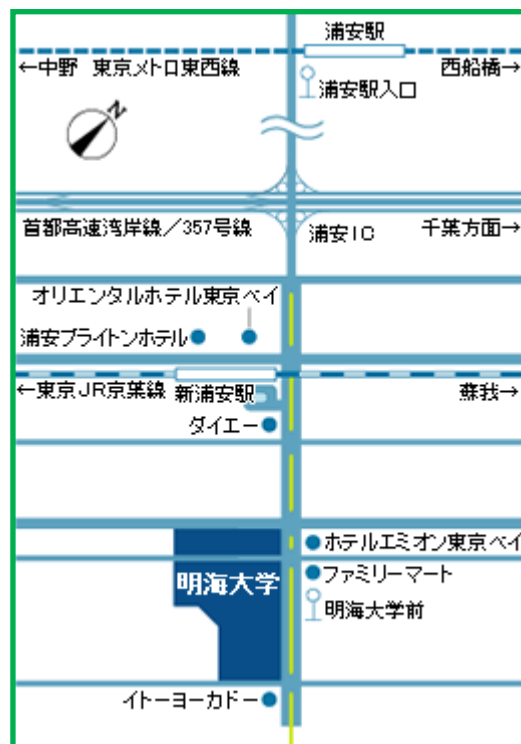 浦安駅
←中野 東京メトロ東西線
西船橋→
浦安駅入口
N
首都高速湾岸線／357号線
浦安IC
千葉方面→
オリエンタルホテル東京ベイ
浦安ブライトンホテル
←東京JR京葉線
新浦安駅
蘇我→
ダイエー
ホテルエミオン東京ベイ
明海大学
ファミリーマート
明海大学前
イトーヨーカドー